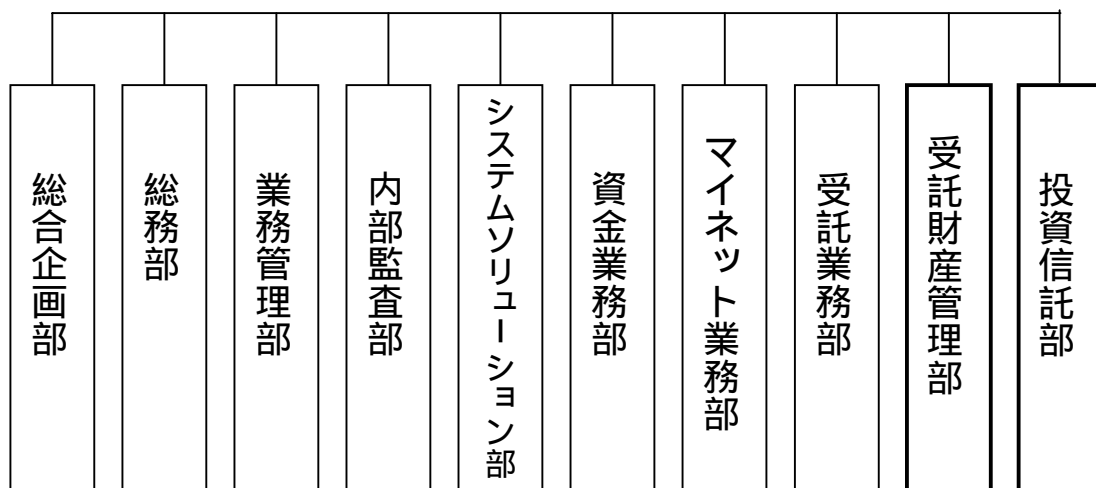 総合企画部
総務部
業務管理部
内部監査部
システムソリューション部
資金業務部
マイネット業務部
受託業務部
受託財産管理部
投資信託部